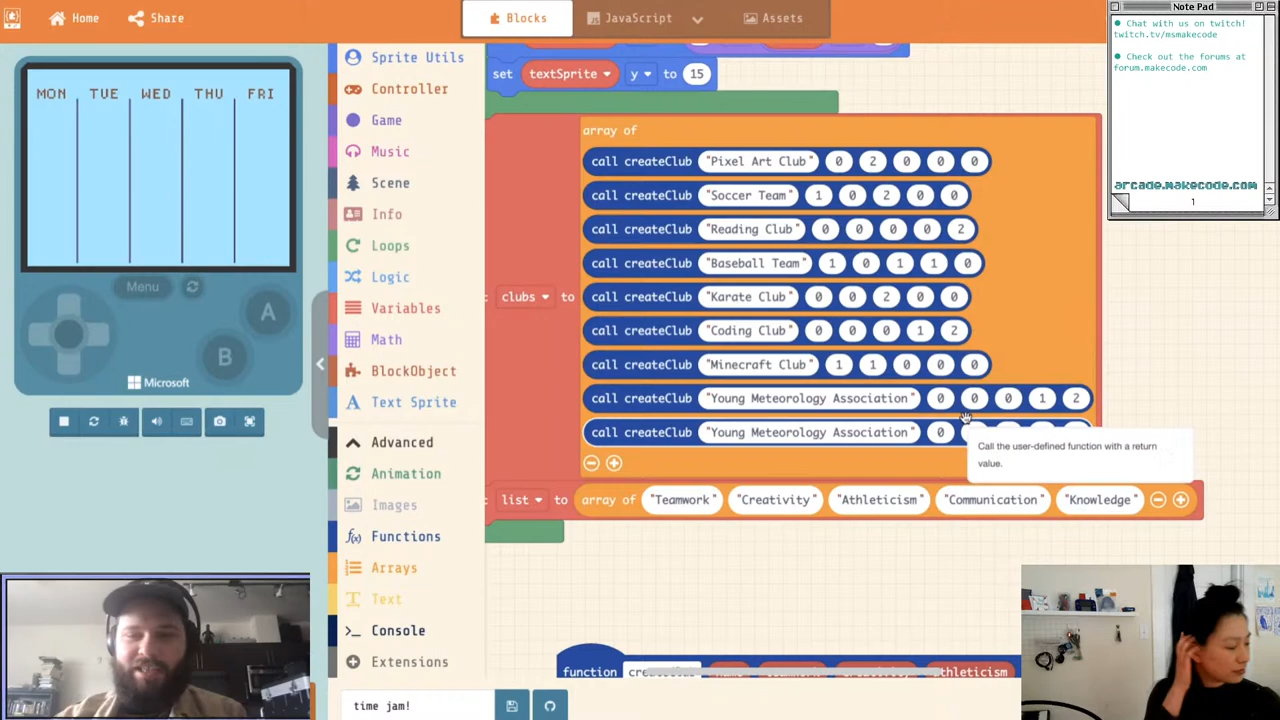 Home
Share
Blocks
JavaScript
Assets
Note Pad
Chat with us on twitch!
twitch.tv/msmakecode
Check out the forums at
forum.makecode.com
arcade.makecode.com
1
MON TUE WED THU FRI
Menu
A
B
Microsoft
Sprite Utils
Controller
Game
Music
Scene
Info
Loops
Logic
Variables
Math
BlockObject
Text Sprite
Advanced
Animation
Images
Functions
Arrays
Text
Console
Extensions
time jam!
set textSprite y to 15
clubs to
array of
call createClub "Pixel Art Club" 0 2 0 0 0
call createClub "Soccer Team" 1 0 2 0 0
call createClub "Reading Club" 0 0 0 0 2
call createClub "Baseball Team" 1 0 1 1 0
call createClub "Karate Club" 0 0 2 0 0
call createClub "Coding Club" 0 0 0 1 2
call createClub "Minecraft Club" 1 1 0 0 0
call createClub "Young Meteorology Association" 0 0 0 1 2
call createClub "Young Meteorology Association" 0
Call the user-defined function with a return
value.
list to array of "Teamwork" "Creativity" "Athleticism" "Communication" "Knowledge"
function createClub athleticism